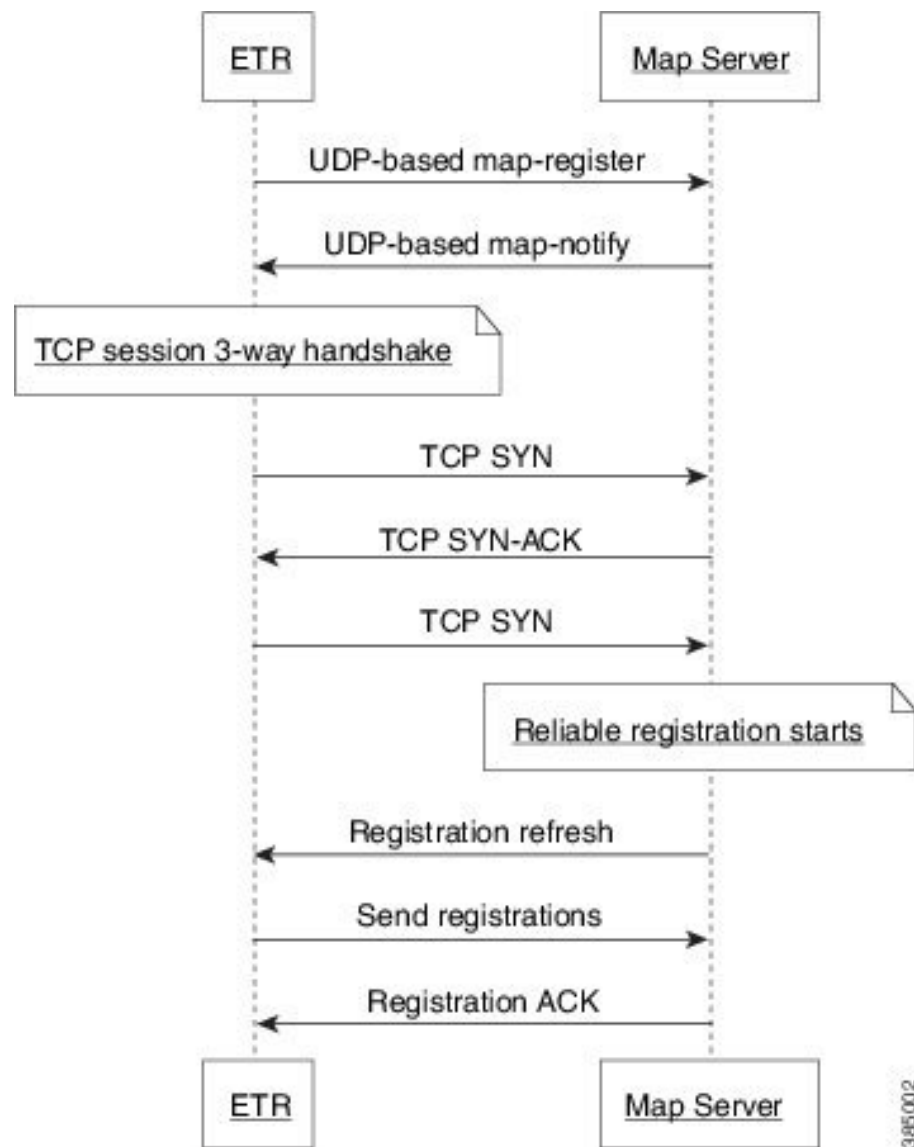 ETR
Map Server
UDP-based map-register
UDP-based map-notify
TCP session 3-way handshake
TCP SYN
TCP SYN-ACK
TCP SYN
Reliable registration starts
Registration refresh
Send registrations
Registration ACK
ETR
Map Server
385002